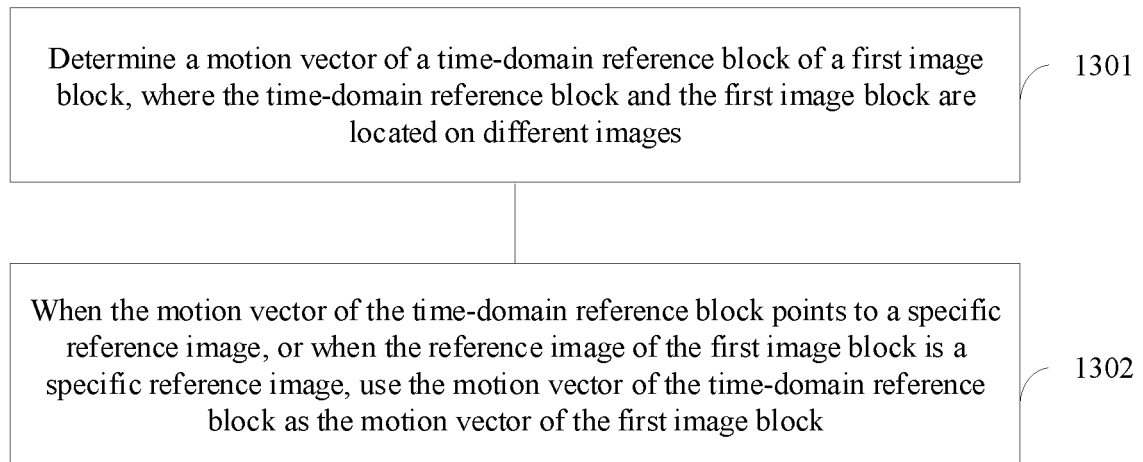 Determine a motion vector of a time-domain reference block of a first image
block, where the time-domain reference block and the first image block are
located on different images
1301
When the motion vector of the time-domain reference block points to a specific
reference image, or when the reference image of the first image block is a
specific reference image, use the motion vector of the time-domain reference
block as the motion vector of the first image block
1302